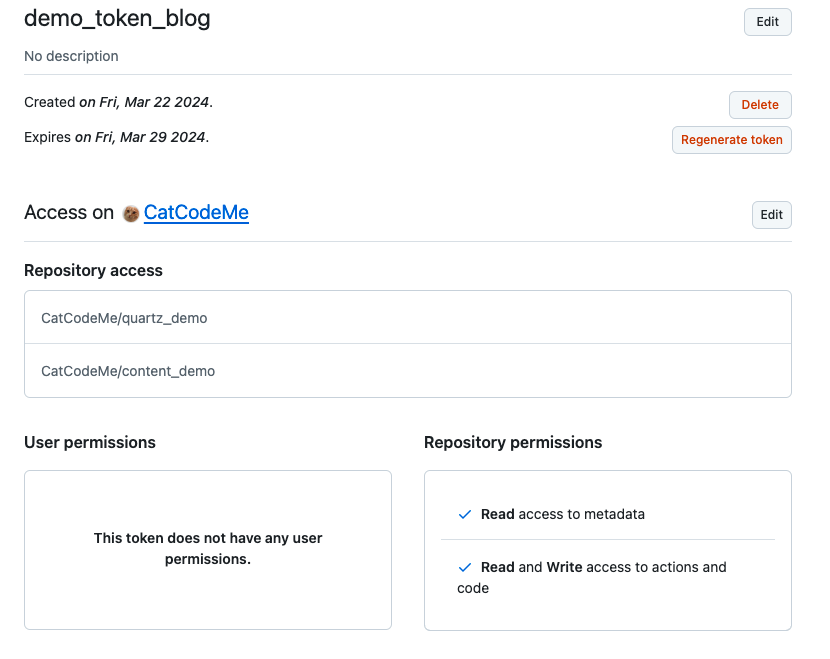 demo_token_blog
Edit
No description
Created on Fri, Mar 22 2024.
Delete
Expires on Fri, Mar 29 2024.
Regenerate token
Access on CatCodeMe
Edit
Repository access
CatCodeMe/quartz_demo
CatCodeMe/content_demo
User permissions
This token does not have any user
permissions.
Repository permissions
Read access to metadata
Read and Write access to actions and
code